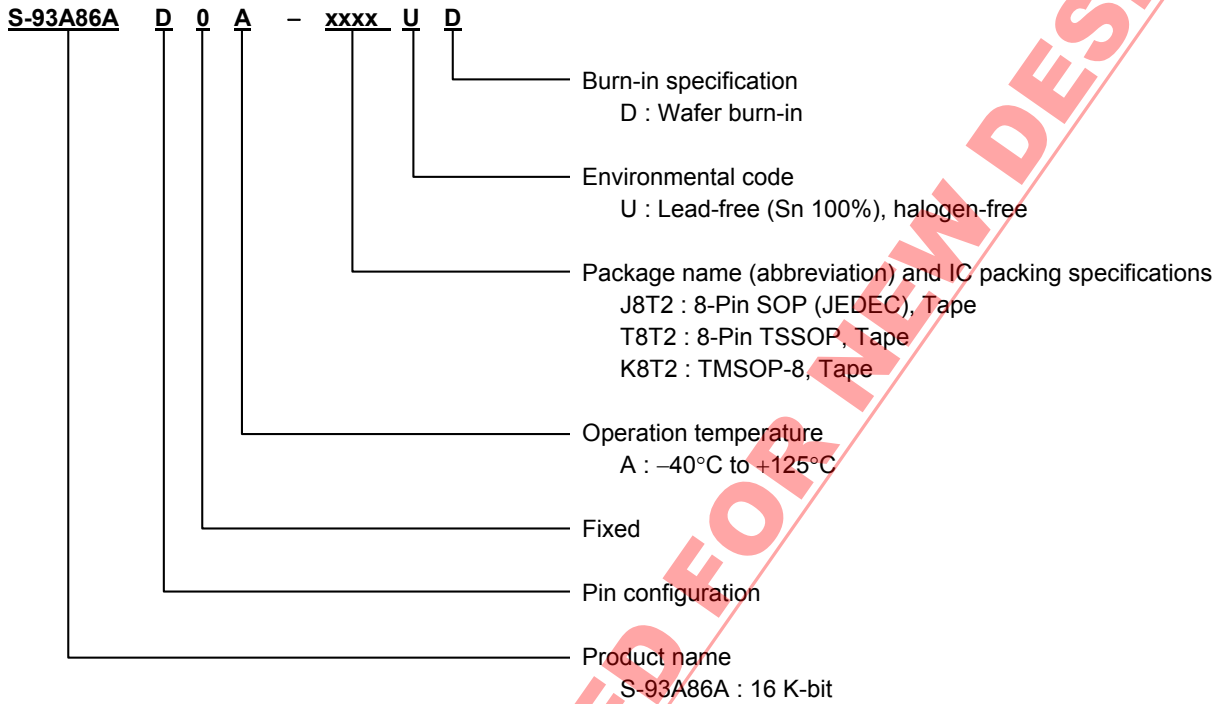 S-93A86A D 0 A – xxxx U D
Burn-in specification
D : Wafer burn-in
Environmental code
U : Lead-free (Sn 100%), halogen-free
Package name (abbreviation) and IC packing specifications
J8T2 : 8-Pin SOP (JEDEC), Tape
T8T2 : 8-Pin TSSOP, Tape
K8T2 : TMSOP-8, Tape
Operation temperature
A : –40°C to +125°C
Fixed
Pin configuration
Product name
S-93A86A : 16 K-bit
FOR NEW